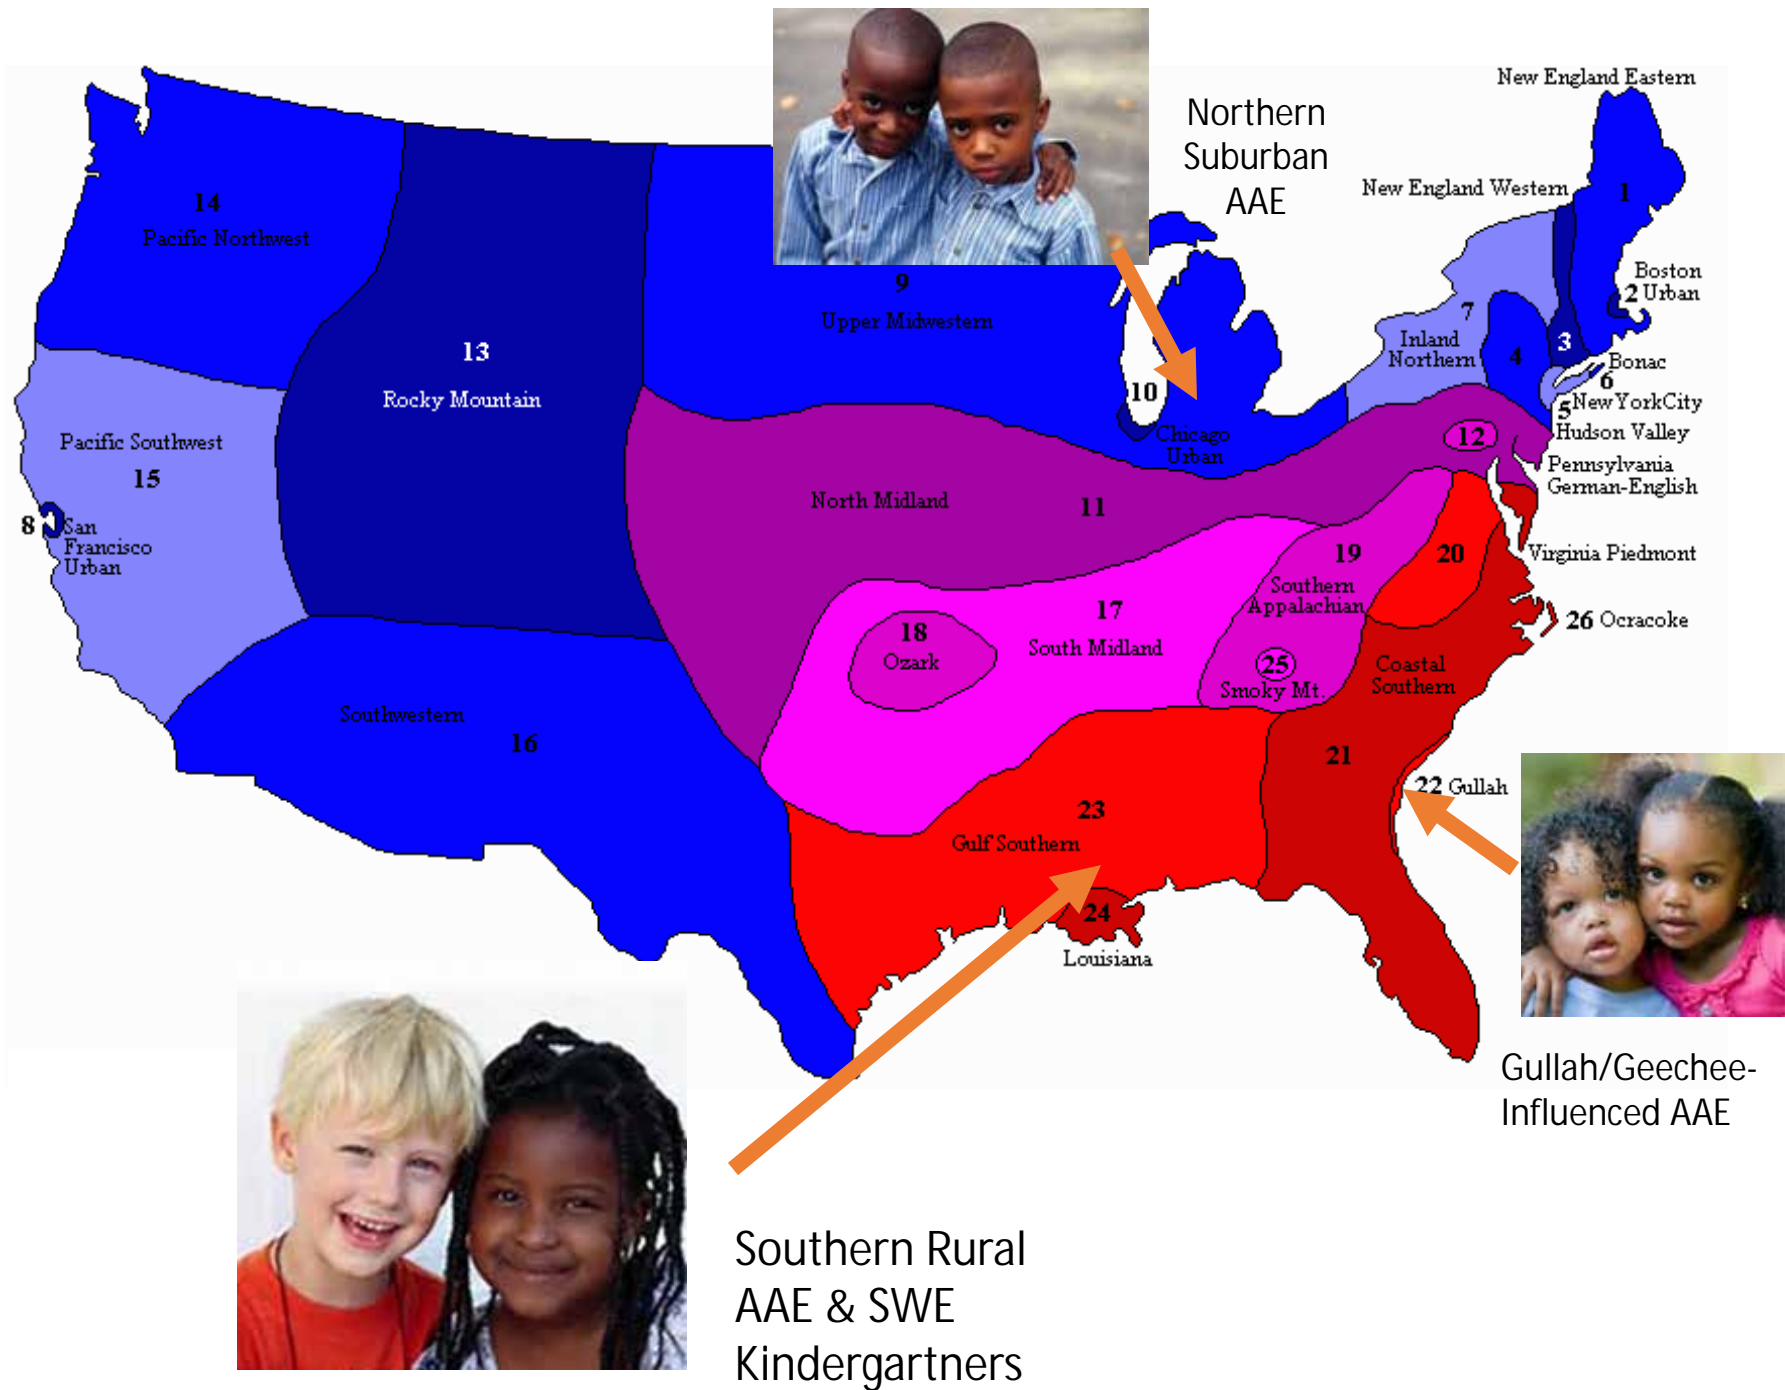 New England Eastern
Northern
Suburban
AAE
New England Western
1
14
Pacific Northwest
Boston
2 Urban
9
Upper Midwestern
7
Inland
Northern
4
3
Bonac
6
13
Rocky Mountain
10
5
New York City
Chicago
Urban
12
Hudson Valley
Pacific Southwest
15
Pennsylvania
German-English
North Midland
11
8
San
Francisco
Urban
19
20
Virginia Piedmont
Southern
Appalachian
17
South Midland
18
Ozark
26 Ocracoke
25
Smoky Mt.
Coastal
Southern
Southwestern
16
21
22 Gullah
23
Gulf Southern
24
Louisiana
Gullah/Geechee-
Influenced AAE
Southern Rural
AAE & SWE
Kindergartners